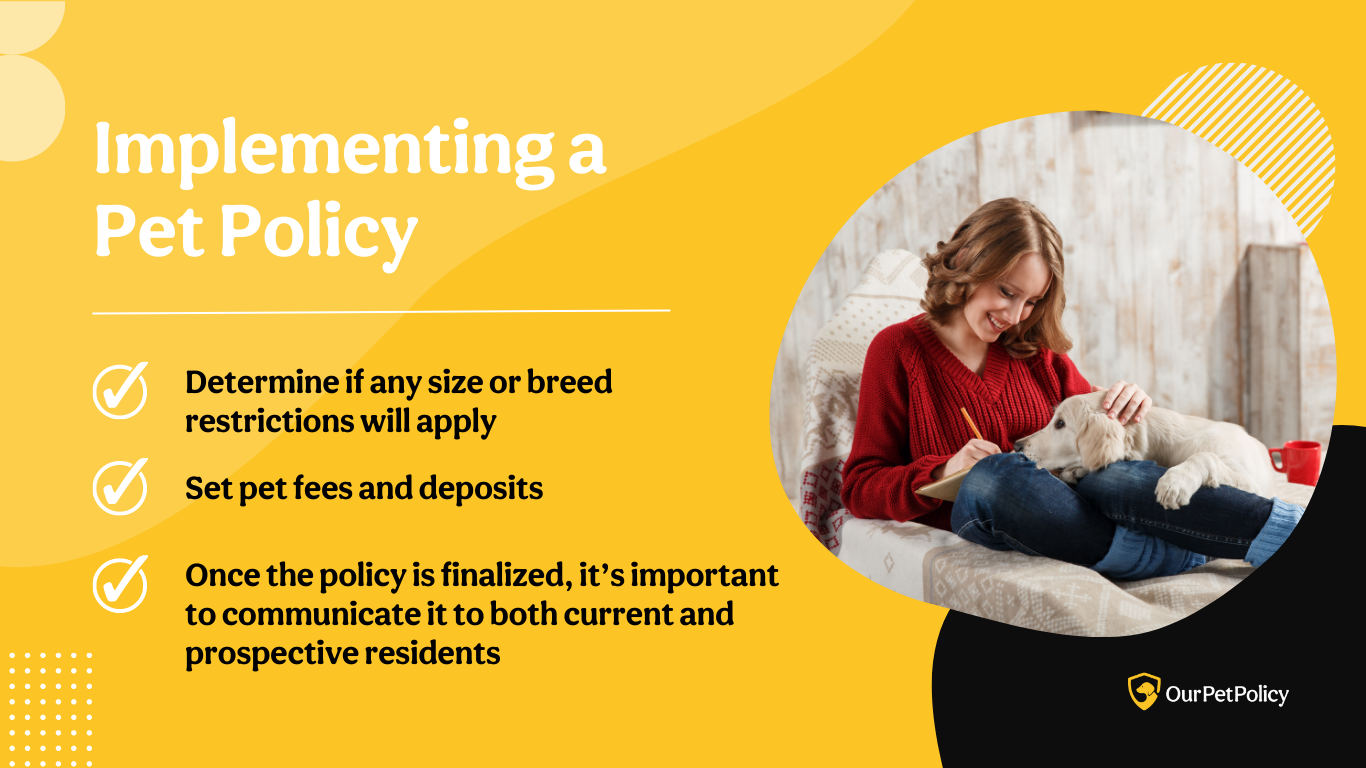 Implementing a
Pet Policy
Determine if any size or breed
restrictions will apply
Set pet fees and deposits
Once the policy is finalized, it’s important
to communicate it to both current and
prospective residents
OurPetPolicy